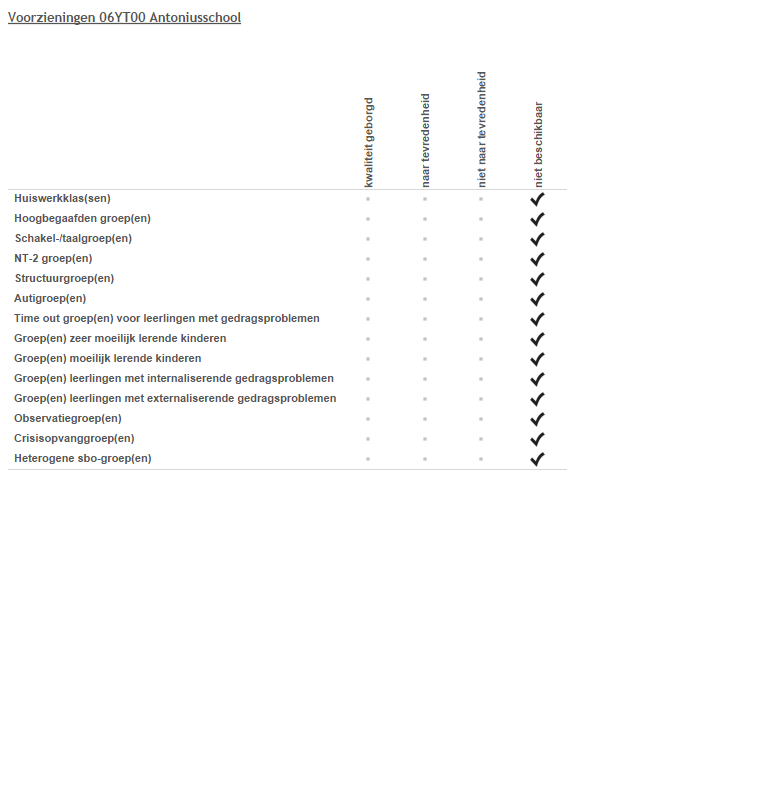 Voorzieningen 06YT00 Antoniusschool
kwaliteit geborgd
naar tevredenheid
niet naar tevredenheid
niet beschikbaar
Huiswerkklas(sen)
Hoogbegaafden groep(en)
Schakel-/taalgroep(en)
NT-2 groep(en)
Structuurgroep(en)
Autigroep(en)
Time out groep(en) voor leerlingen met gedragsproblemen
Groep(en) zeer moeilijk lerende kinderen
Groep(en) moeilijk lerende kinderen
Groep(en) leerlingen met internaliserende gedragsproblemen
Groep(en) leerlingen met externaliserende gedragsproblemen
Observatiegroep(en)
Crisisopvanggroep(en)
Heterogene sbo-groep(en)